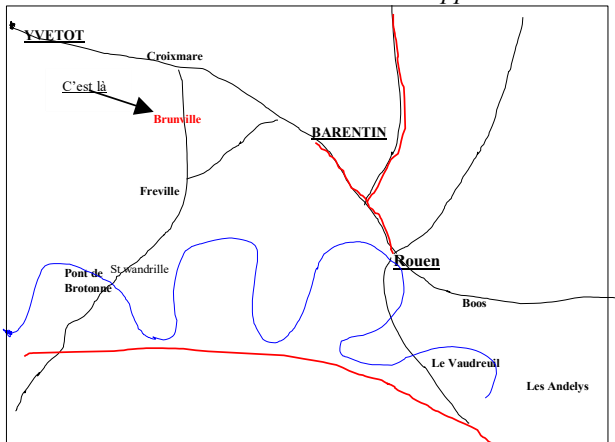 YVETOT
Croixmare
C'est là
Brunville
BARENTIN
Freville
Rouen
St wandrille
Pont de
Brotonne
Boos
Le Vaudreuil
Les Andelys